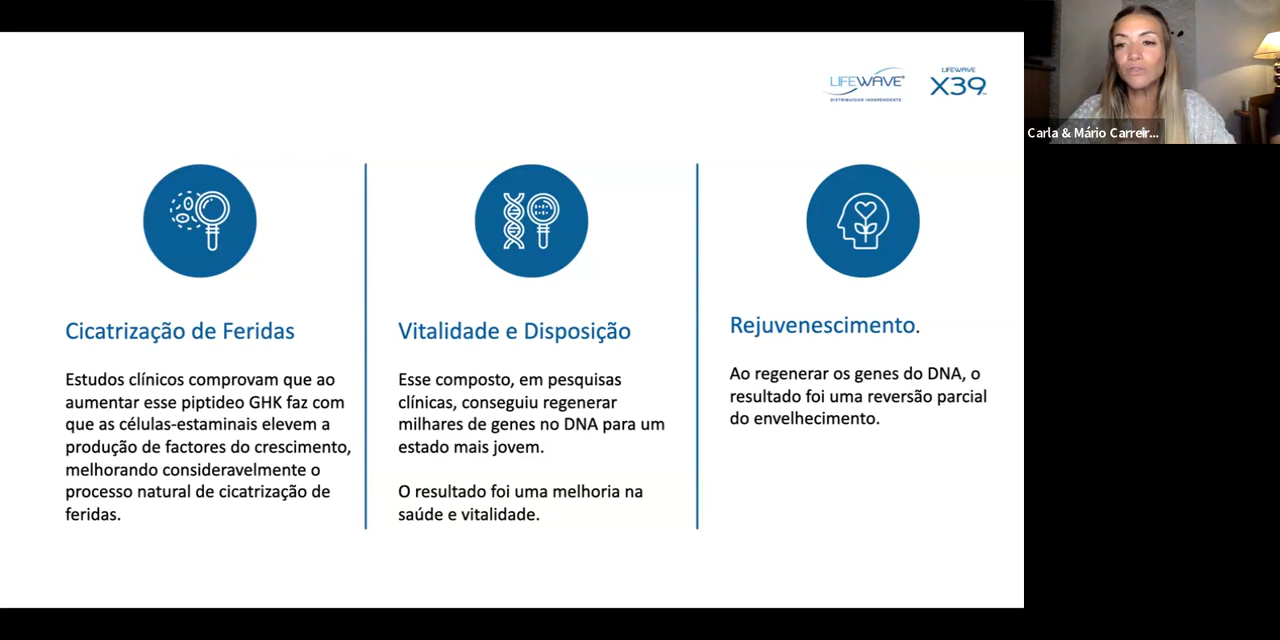 LIFEWAVE
DISTRIBUIDOR INDEPENDENTE
LIFEWAVE
X39
Carla & Mário Carreir...
Cicatrização de Feridas
Estudos clínicos comprovam que ao
aumentar esse piptideo GHK faz com
que as células-estaminais elevem a
produção de factores do crescimento,
melhorando consideravelmente o
processo natural de cicatrização de
feridas.
Vitalidade e Disposição
Esse composto, em pesquisas
clínicas, conseguiu regenerar
milhares de genes no DNA para um
estado mais jovem.
O resultado foi uma melhoria na
saúde e vitalidade.
Rejuvenescimento.
Ao regenerar os genes do DNA, o
resultado foi uma reversão parcial
do envelhecimento.